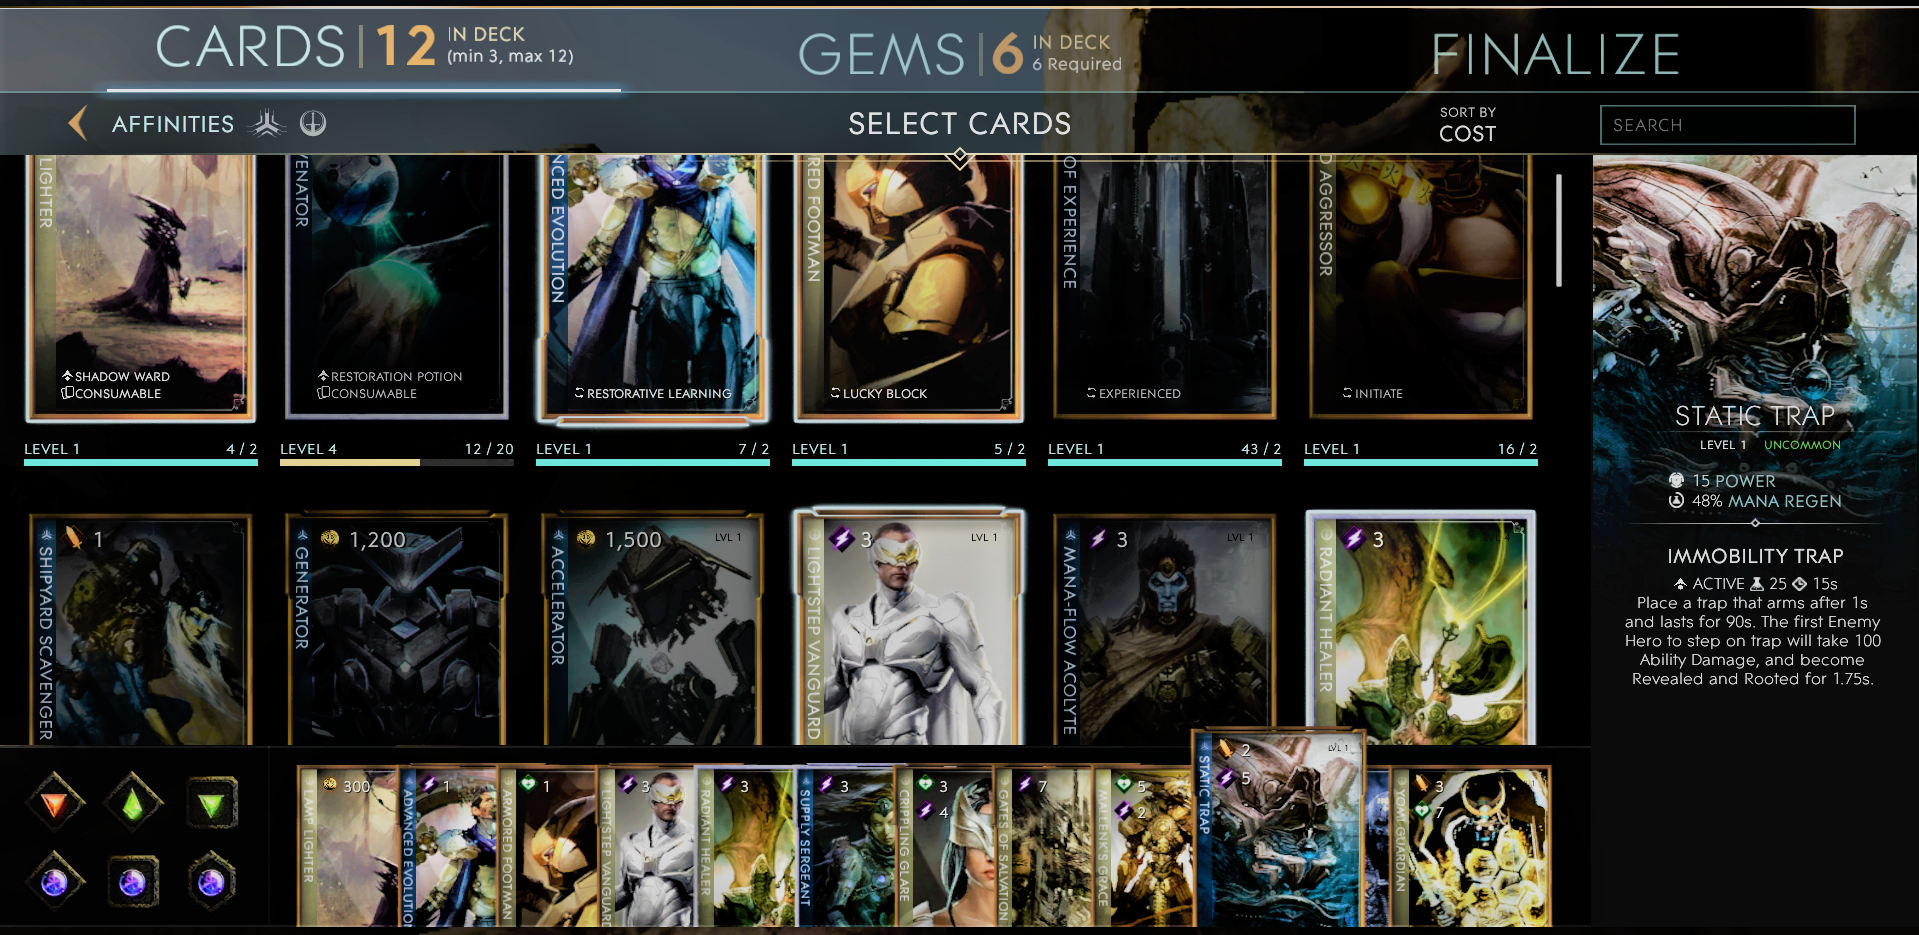 CARDS 12 IN DECK
(min 3, max 12)
GEMS 6 IN DECK
6 Required
FINALIZE
AFFINITIES
SELECT CARDS
SORT BY
COST
SEARCH
LIGHTER
SHADOW WARD
CONSUMABLE
LEVEL 1 4 / 2
ENATOR
RESTORATION POTION
CONSUMABLE
LEVEL 4 12 / 20
NCED EVOLUTION
RESTORATIVE LEARNING
LEVEL 1 7 / 2
RED FOOTMAN
LUCKY BLOCK
LEVEL 1 5 / 2
OF EXPERIENCE
EXPERIENCED
LEVEL 1 43 / 2
D AGGRESSOR
INITIATE
LEVEL 1 16 / 2
SHIPYARD SCAVENGER
1
GENERATOR
1,200
ACCELERATOR
1,500 LVL 1
LIGHTSTEP VANGUARD
3 LVL 1
MANA-FLOW ACOLYTE
3 LVL 1
RADIANT HEALER
3
LAMP LIGHTER
300
ADVANCED EVOLUTION
1
ARMORED FOOTMAN
1
LIGHTSTEP VANGUARD
3
RADIANT HEALER
3
SUPPLY SERGEANT
3
CRIPPLING GLARE
3
4
GATES OF SALVATION
7
5
2
STATIC TRAP
2 LVL 1
5
GUARDIAN
3
7
STATIC TRAP
LEVEL 1 UNCOMMON
15 POWER
48% MANA REGEN
IMMOBILITY TRAP
ACTIVE 25 15s
Place a trap that arms after 1s
and lasts for 90s. The first Enemy
Hero to step on trap will take 100
Ability Damage, and become
Revealed and Rooted for 1.75s.